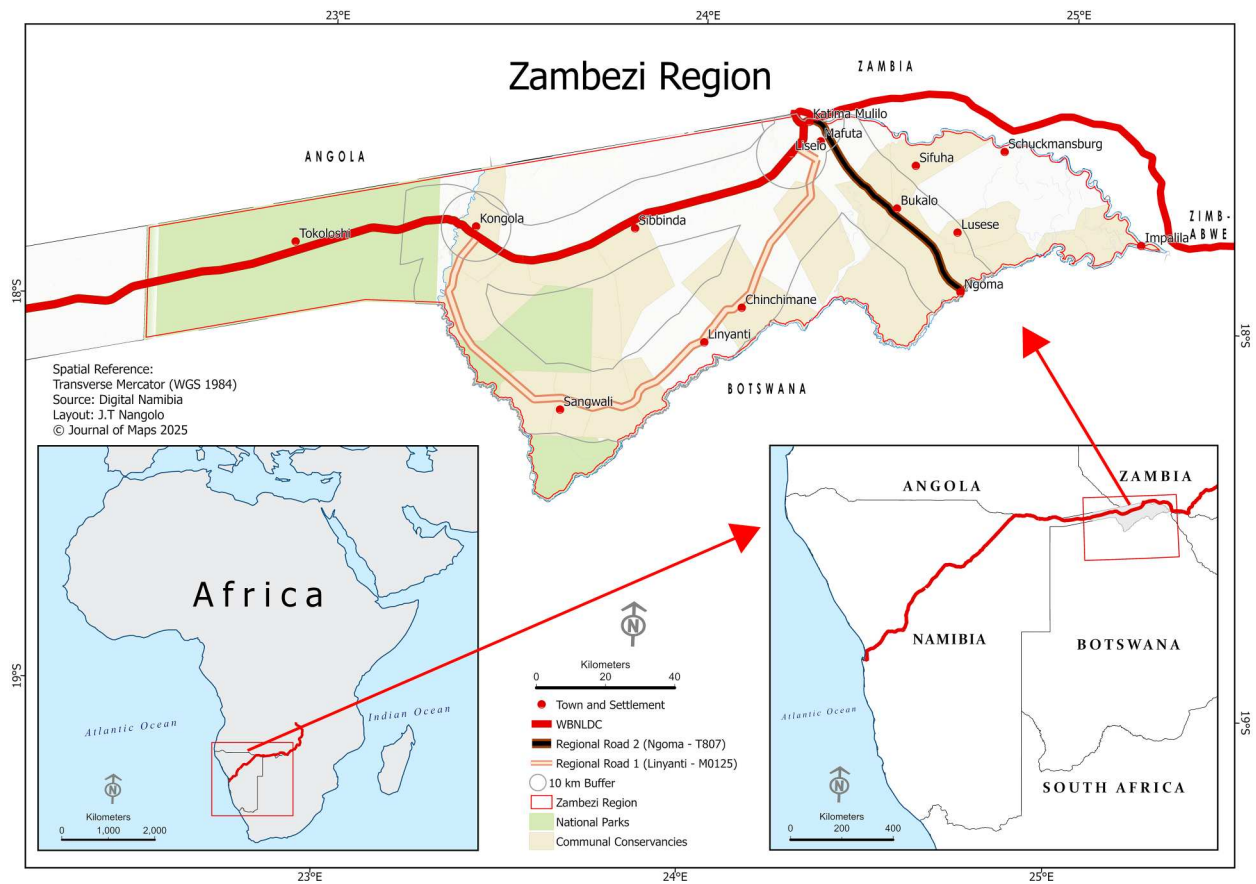 23°E
24°E
25°E
Zambezi Region
ZAMBIA
ANGOLA
Katima Mulilo
Mafuta
Liselo
Schuckmansburg
Sifuha
Bukalo
Kongola
Sibbinda
Lusese
Tokoloshi
ZIMB-
ABWE
Impalila
18°S
Ngoma
Chinchimane
18°S
Linyanti
BOTSWANA
Sangwali
Spatial Reference:
Transverse Mercator (WGS 1984)
Source: Digital Namibia
Layout: J.T Nangolo
© Journal of Maps 2025
Africa
Atlantic Ocean
Indian Ocean
N
Kilometers
0 1,000 2,000
19°S
N
Kilometers
0 20 40
Town and Settlement
WBNLDC
Regional Road 2 (Ngoma - T807)
Regional Road 1 (Linyanti - M0125)
10 km Buffer
Zambezi Region
National Parks
Communal Conservancies
ANGOLA
ZAMBIA
NAMIBIA
BOTSWANA
Atlantic Ocean
SOUTH AFRICA
N
Kilometers
0 200 400
19°S
23°E
24°E
25°E